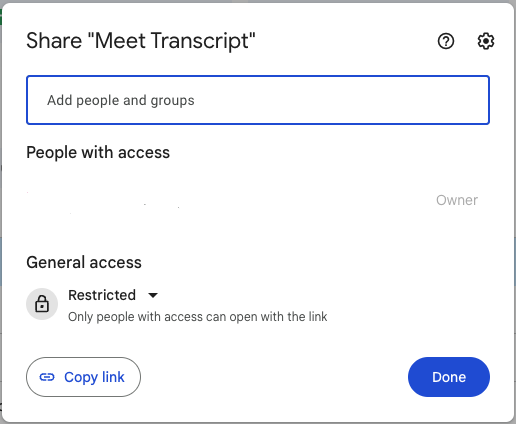 Share "Meet Transcript"
Add people and groups
People with access
Owner
General access
Restricted
Only people with access can open with the link
Copy link
Done